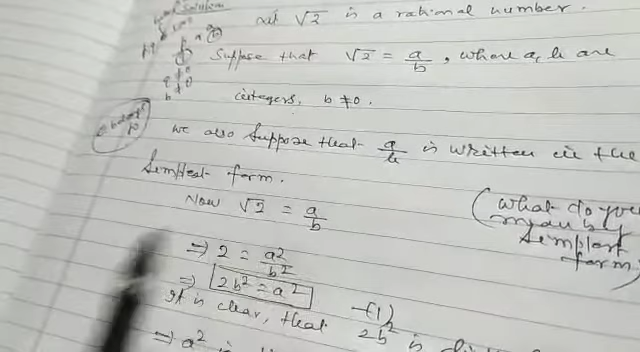 √2 is a rational number.
Suppose that √2 = a/b, where a, b are
integers, b ≠ 0.
we also suppose that a/b is written in the
Simplest form.
Now √2 = a/b
(What do you
mean by
Simplest
form)
⇒ 2 = a²/b²
⇒ 2b² = a² —(1)
It is clear, that 2b² is
⇒ a² is